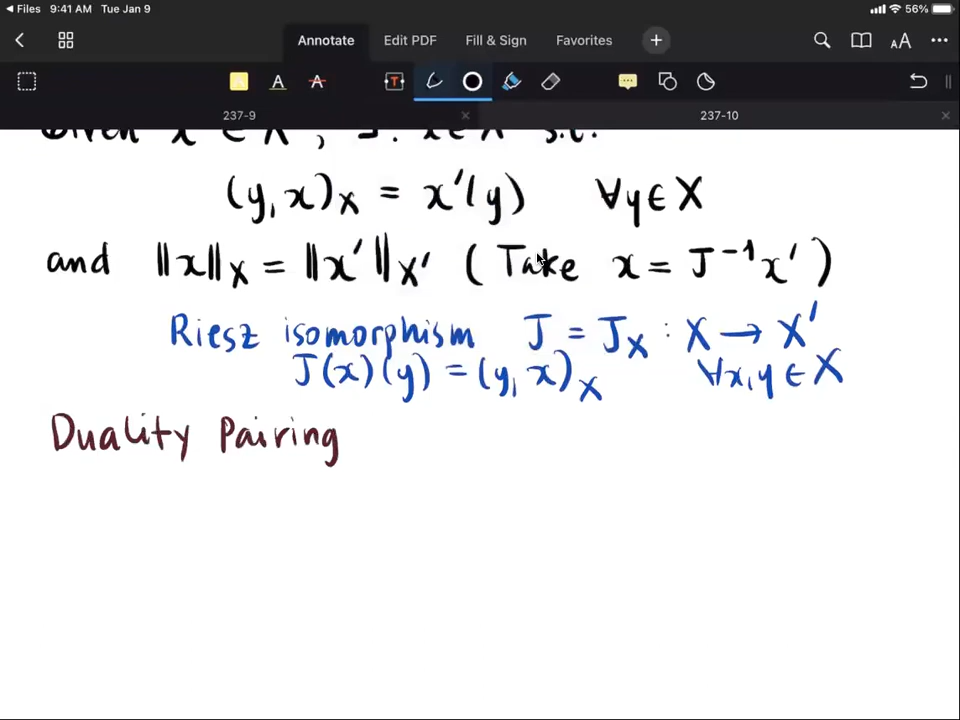 Files 9:41 AM Tue Jan 9 56%
Annotate Edit PDF Fill & Sign Favorites
237-9 237-10
Given x' ∈ X', ∃! x ∈ X s.t.
(y, x)_X = x'(y) ∀y ∈ X
and ‖x‖_X = ‖x'‖_X' ( Take x = J⁻¹x' )
Riesz isomorphism J = J_X : X → X'
J(x)(y) = (y, x)_X ∀x, y ∈ X
Duality Pairing